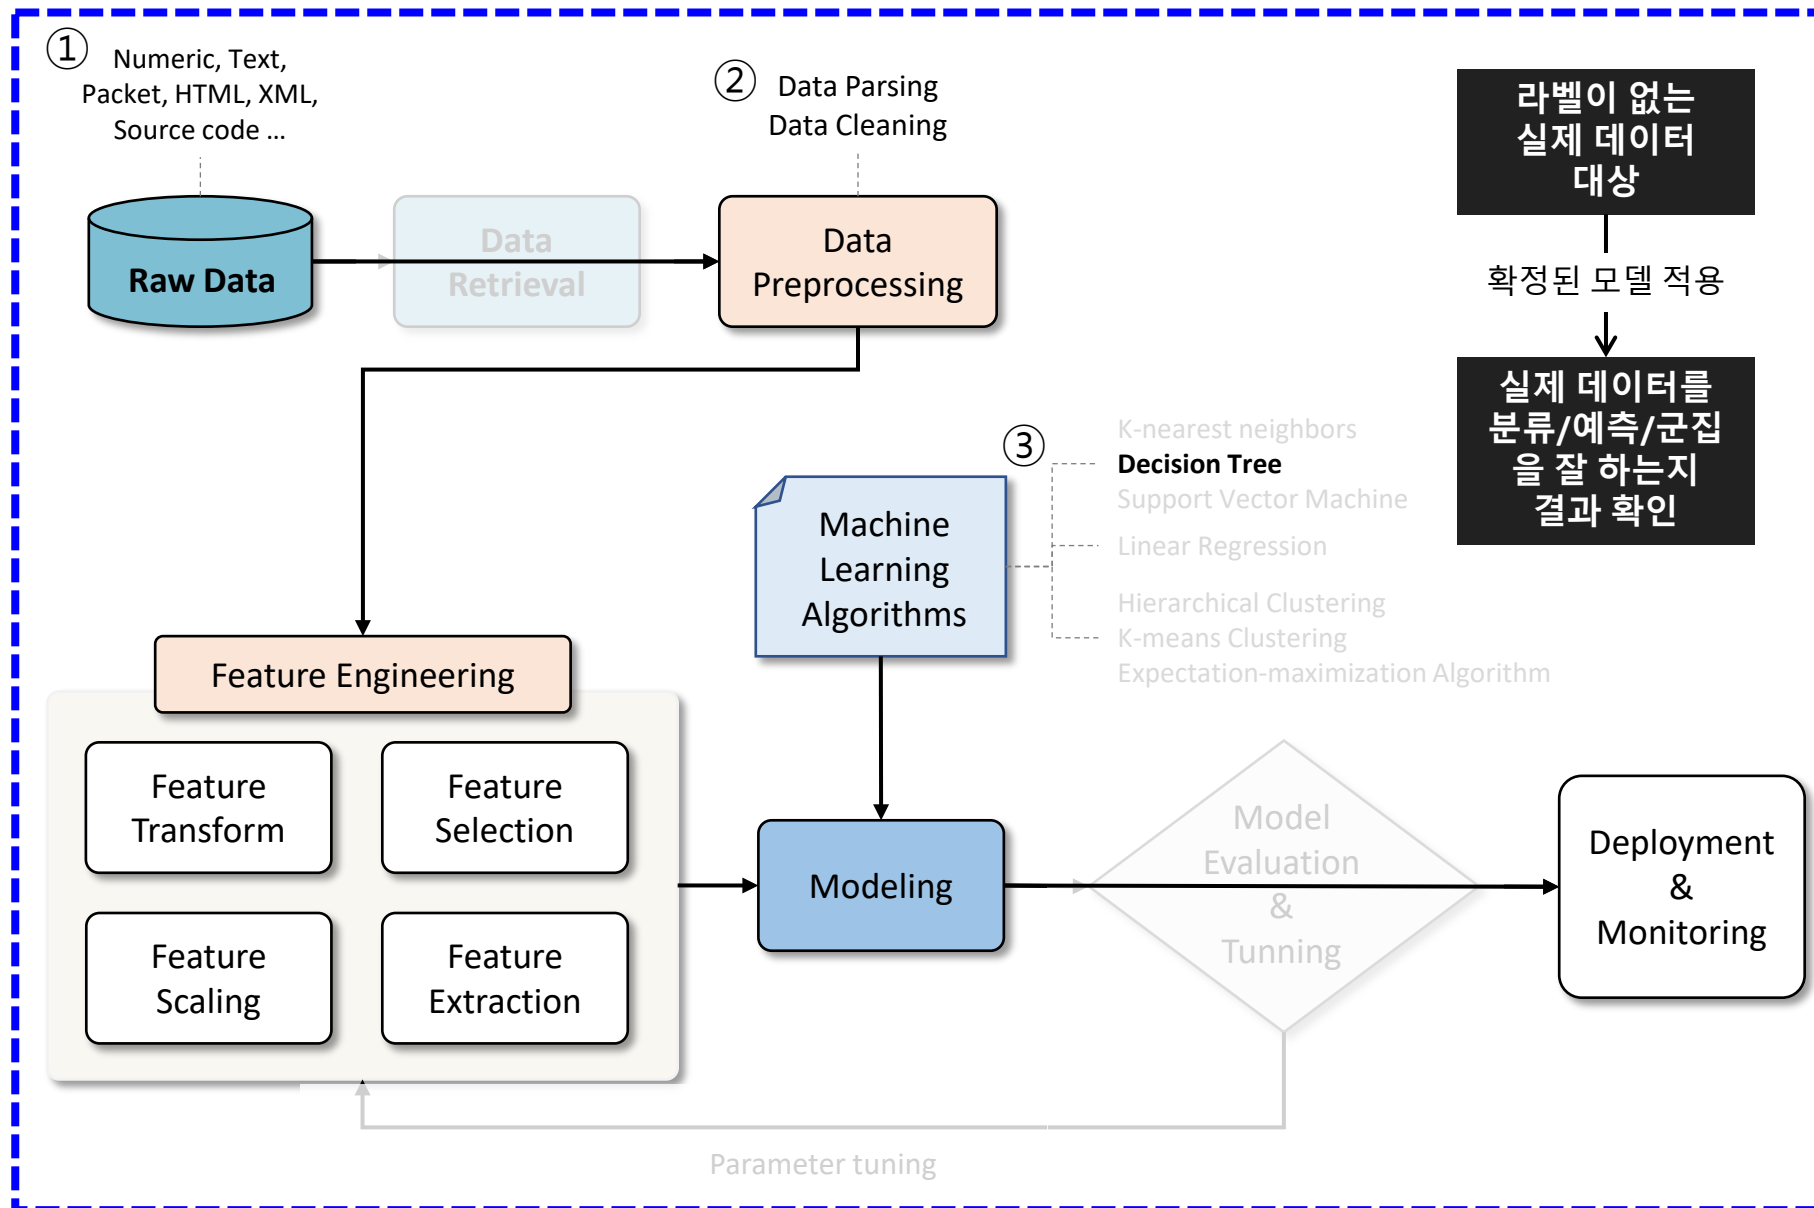 ①
Numeric, Text,
Packet, HTML, XML,
Source code ...
②
Data Parsing
Data Cleaning
라벨이 없는
실제 데이터
대상
Raw Data
Data
Retrieval
Data
Preprocessing
확정된 모델 적용
실제 데이터를
분류/예측/군집
을 잘 하는지
결과 확인
③
K-nearest neighbors
Decision Tree
Support Vector Machine
Linear Regression
Hierarchical Clustering
K-means Clustering
Expectation-maximization Algorithm
Machine
Learning
Algorithms
Feature Engineering
Feature
Transform
Feature
Selection
Feature
Scaling
Feature
Extraction
Modeling
Model
Evaluation
&
Tunning
Deployment
&
Monitoring
Parameter tuning